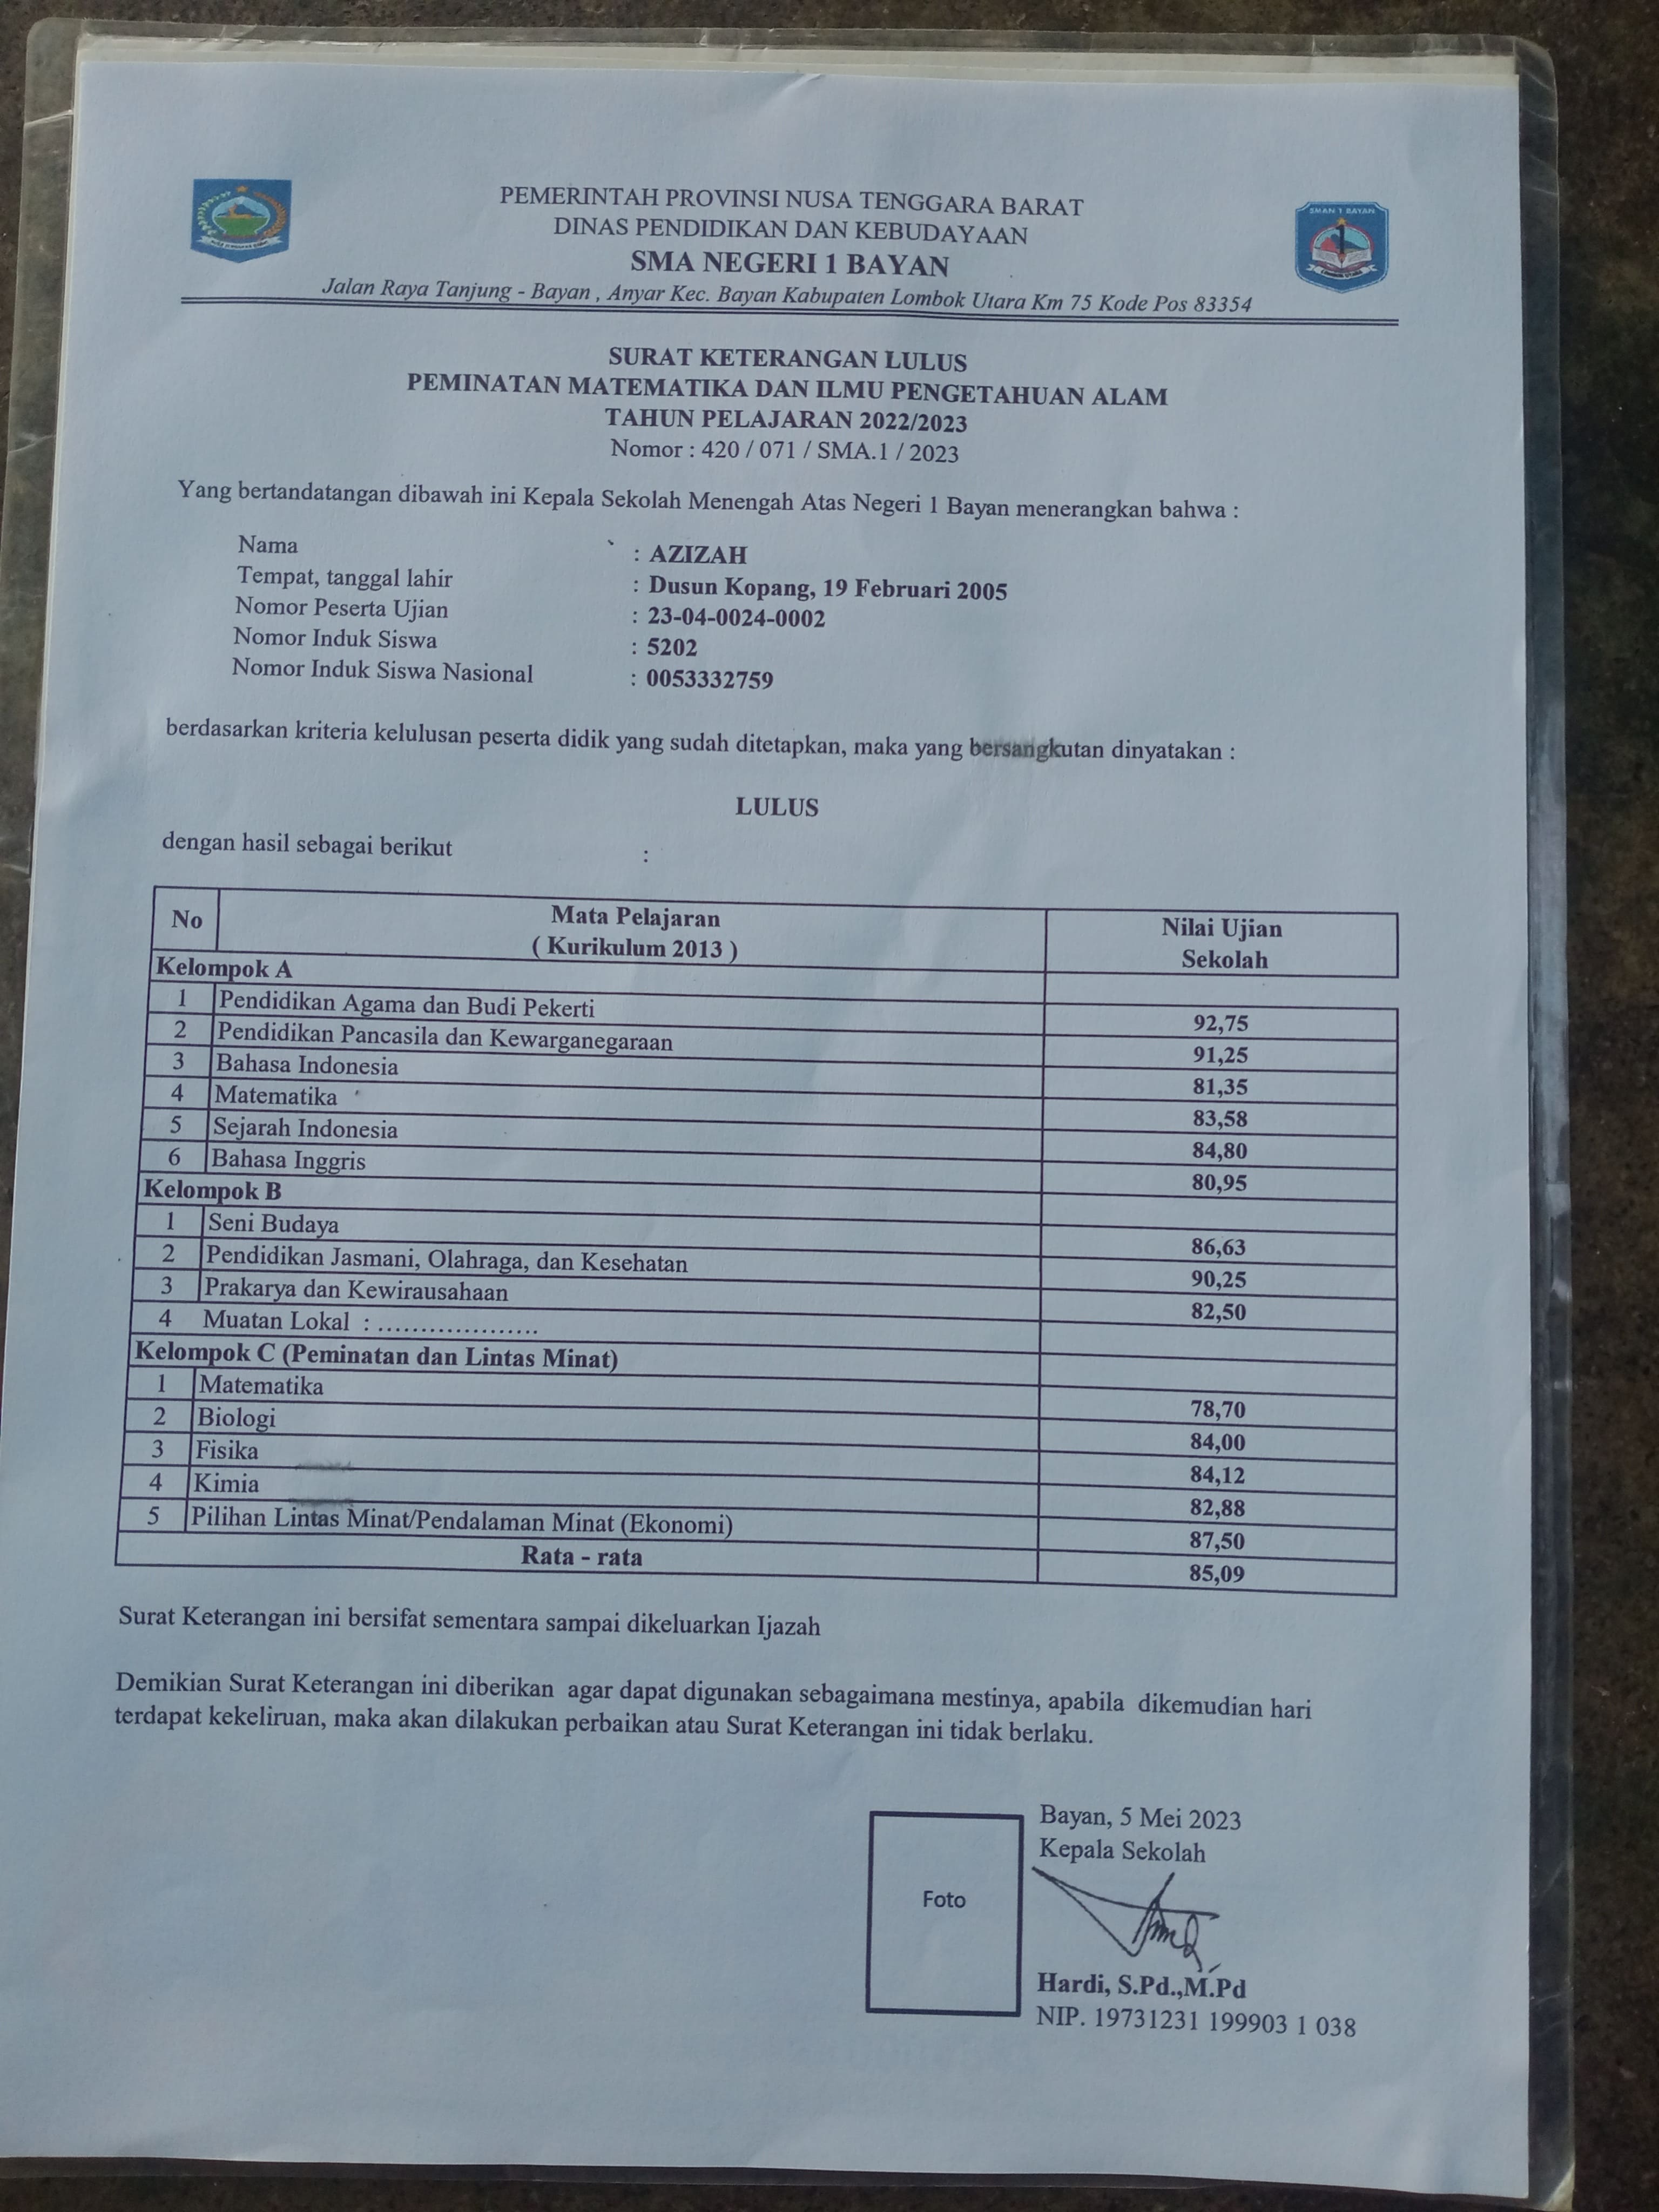 PEMERINTAH PROVINSI NUSA TENGGARA BARAT
DINAS PENDIDIKAN DAN KEBUDAYAAN
SMAN 1 BAYAN
SMA NEGERI 1 BAYAN
LOMBOK UTARA
Jalan Raya Tanjung - Bayan , Anyar Kec. Bayan Kabupaten Lombok Utara Km 75 Kode Pos 83354
SURAT KETERANGAN LULUS
PEMINATAN MATEMATIKA DAN ILMU PENGETAHUAN ALAM
TAHUN PELAJARAN 2022/2023
Nomor : 420 / 071 / SMA.1 / 2023
Yang bertandatangan dibawah ini Kepala Sekolah Menengah Atas Negeri 1 Bayan menerangkan bahwa :
Nama : AZIZAH
Tempat, tanggal lahir : Dusun Kopang, 19 Februari 2005
Nomor Peserta Ujian : 23-04-0024-0002
Nomor Induk Siswa : 5202
Nomor Induk Siswa Nasional : 0053332759
berdasarkan kriteria kelulusan peserta didik yang sudah ditetapkan, maka yang bersangkutan dinyatakan :
LULUS
dengan hasil sebagai berikut :
No Mata Pelajaran Nilai Ujian
( Kurikulum 2013 ) Sekolah
Kelompok A
1 Pendidikan Agama dan Budi Pekerti 92,75
2 Pendidikan Pancasila dan Kewarganegaraan 91,25
3 Bahasa Indonesia 81,35
4 Matematika 83,58
5 Sejarah Indonesia 84,80
6 Bahasa Inggris 80,95
Kelompok B
1 Seni Budaya 86,63
2 Pendidikan Jasmani, Olahraga, dan Kesehatan 90,25
3 Prakarya dan Kewirausahaan 82,50
4 Muatan Lokal : ...................
Kelompok C (Peminatan dan Lintas Minat)
1 Matematika 78,70
2 Biologi 84,00
3 Fisika 84,12
4 Kimia 82,88
5 Pilihan Lintas Minat/Pendalaman Minat (Ekonomi) 87,50
Rata - rata 85,09
Surat Keterangan ini bersifat sementara sampai dikeluarkan Ijazah
Demikian Surat Keterangan ini diberikan agar dapat digunakan sebagaimana mestinya, apabila dikemudian hari
terdapat kekeliruan, maka akan dilakukan perbaikan atau Surat Keterangan ini tidak berlaku.
Bayan, 5 Mei 2023
Kepala Sekolah
Foto
Hardi, S.Pd.,M.Pd
NIP. 19731231 199903 1 038